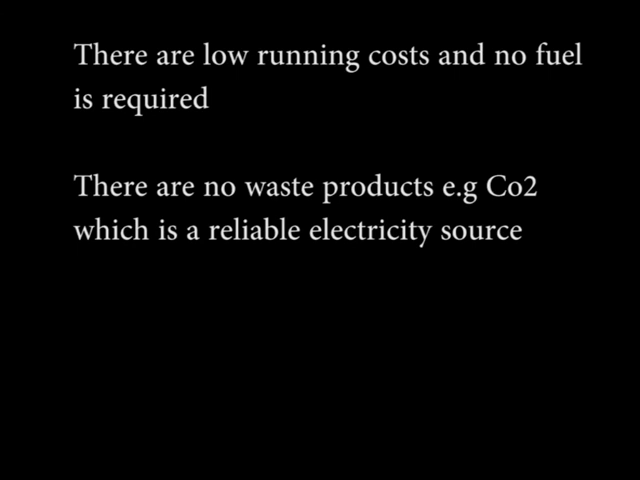 There are low running costs and no fuel
is required
There are no waste products e.g Co2
which is a reliable electricity source